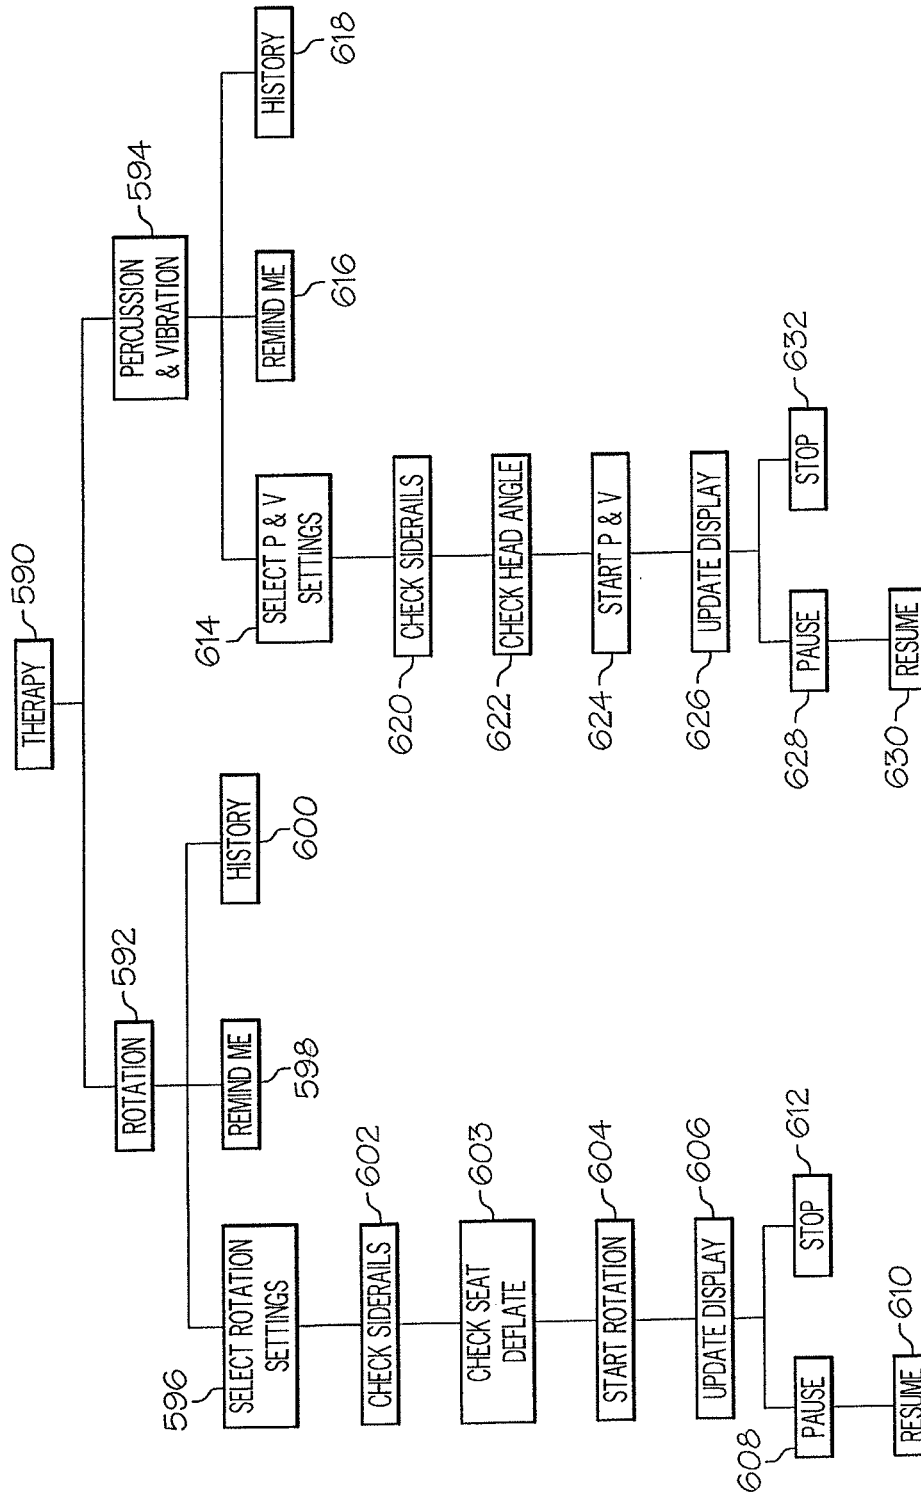 THERAPY
590
ROTATION
592
PERCUSSION
& VIBRATION
594
SELECT ROTATION
SETTINGS
596
REMIND ME
598
HISTORY
600
CHECK SIDERAILS
602
CHECK SEAT
DEFLATE
603
START ROTATION
604
UPDATE DISPLAY
606
PAUSE
608
STOP
612
RESUME
610
SELECT P & V
SETTINGS
614
REMIND ME
616
HISTORY
618
CHECK SIDERAILS
620
CHECK HEAD ANGLE
622
START P & V
624
UPDATE DISPLAY
626
PAUSE
628
STOP
632
RESUME
630